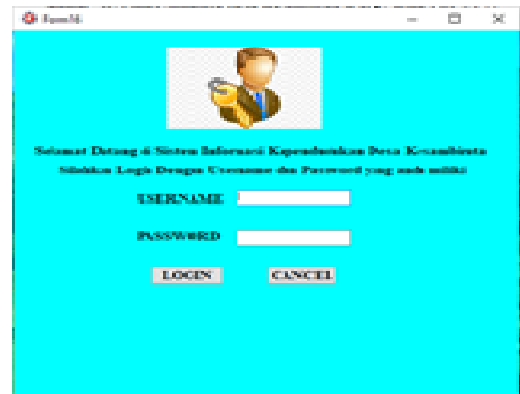 Selamat Datang di Sistem Informasi Kependudukan Desa
Silahkan Login Dengan Username dan Password yang anda miliki
USERNAME
PASSWORD
LOGIN CANCEL